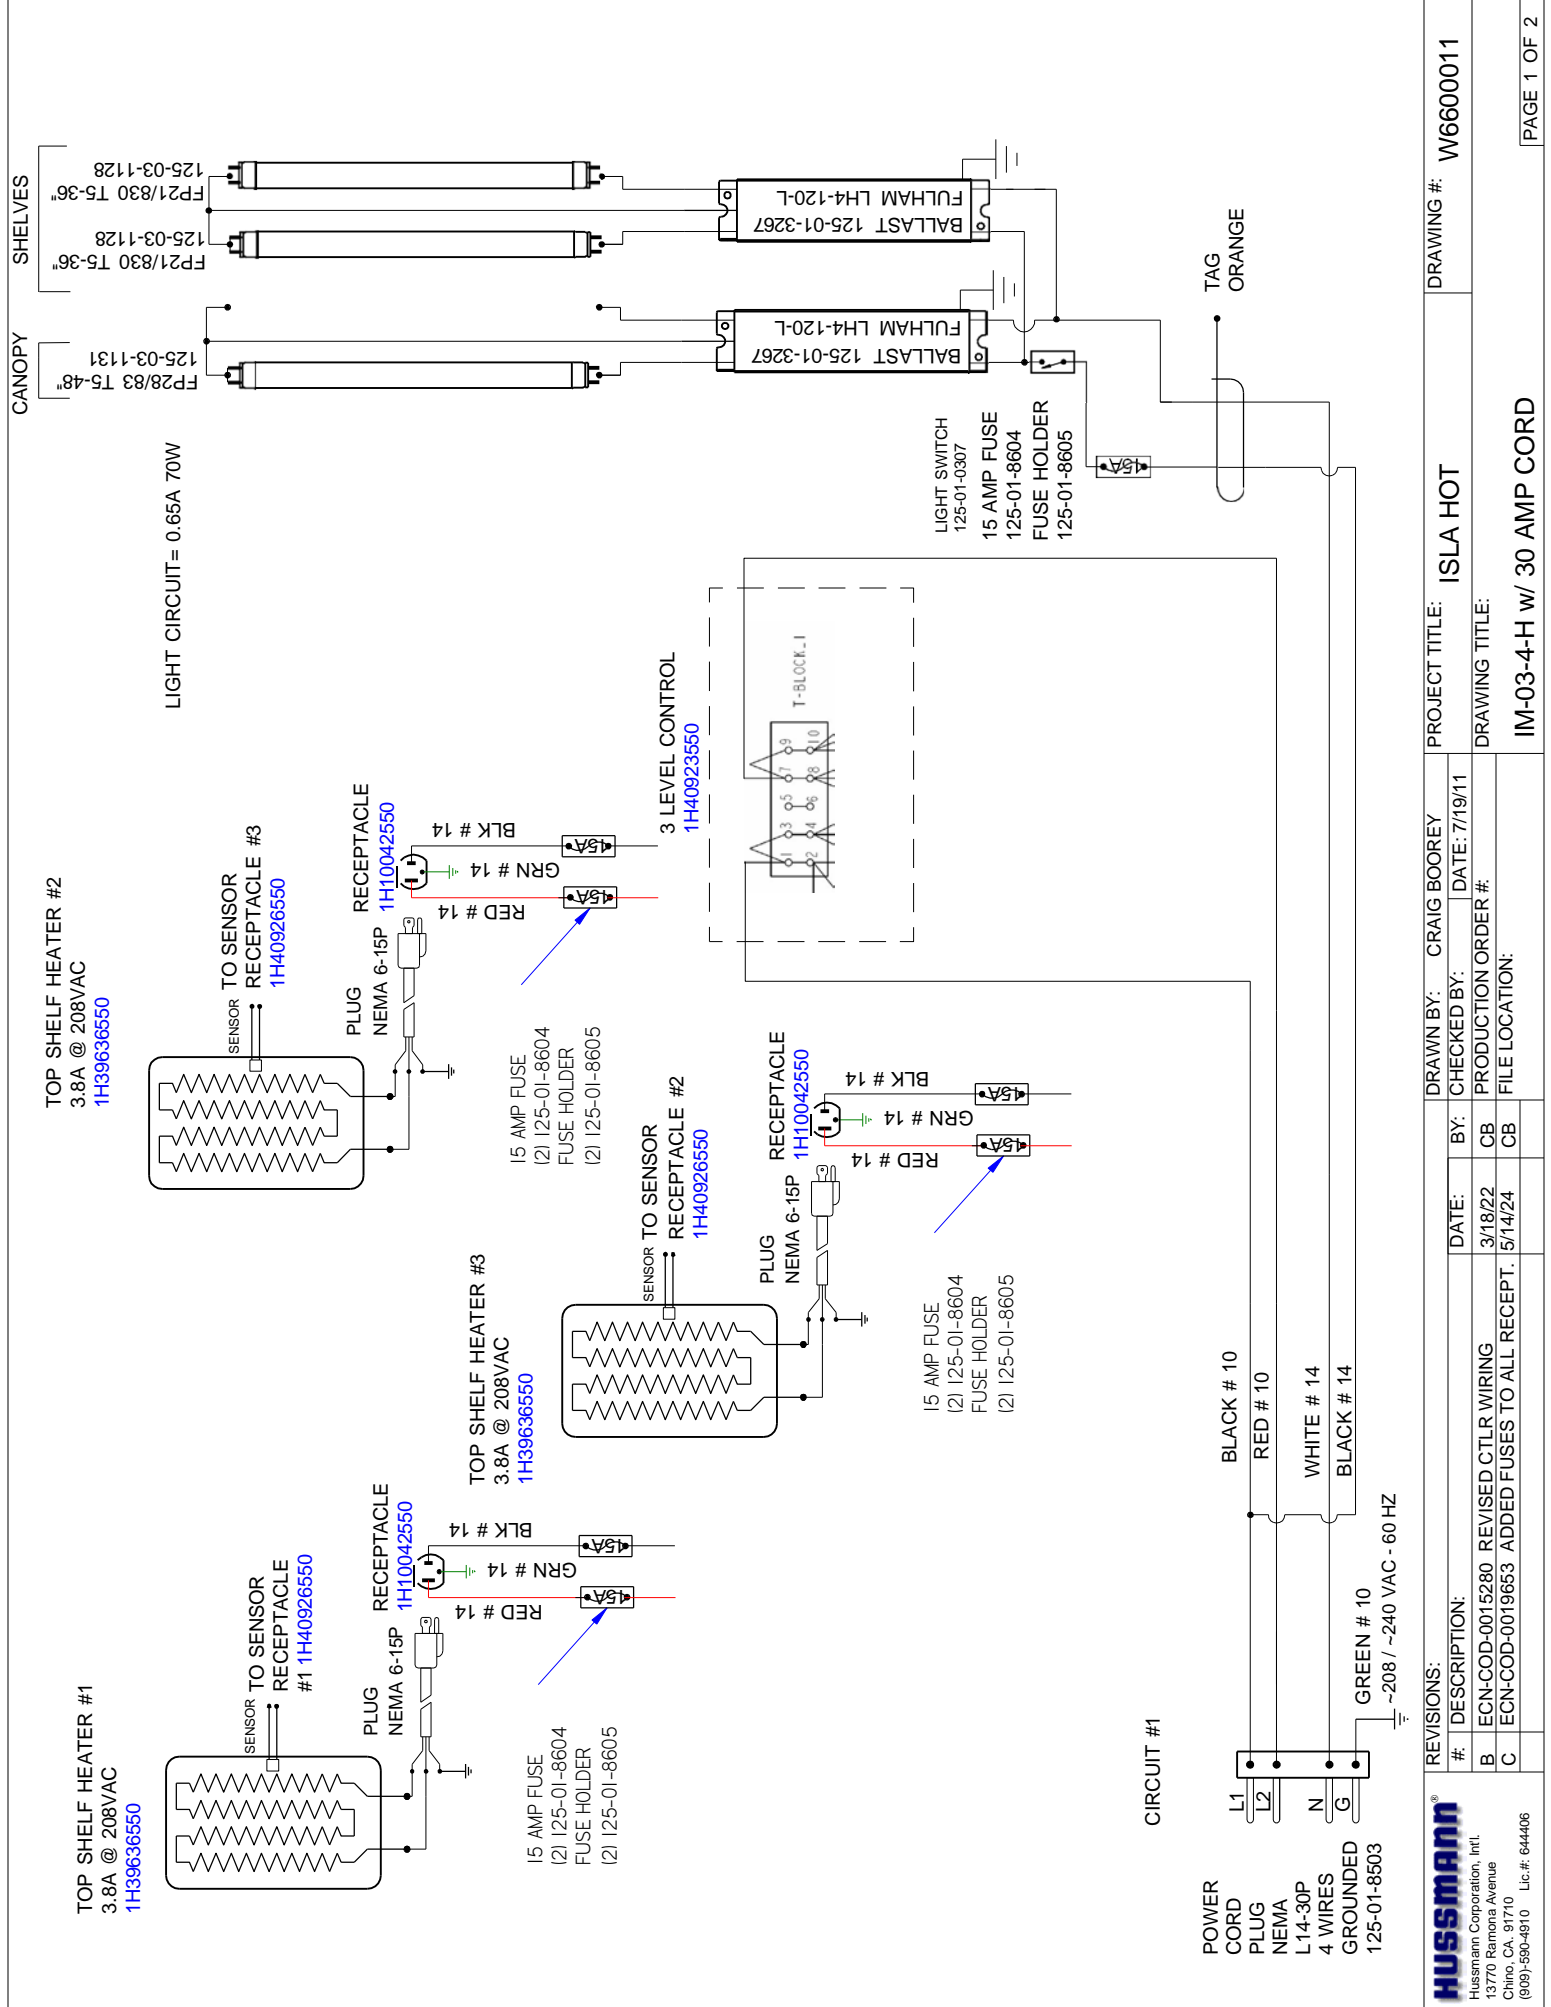 TOP SHELF HEATER #1
3.8A @ 208VAC
1H39636550
SENSOR
TO SENSOR
RECEPTACLE
#1 1H40926550
PLUG
NEMA 6-15P
RECEPTACLE
1H10042550
RED # 14
GRN # 14
BLK # 14
15A
15A
15 AMP FUSE
(2) 125-01-8604
FUSE HOLDER
(2) 125-01-8605
TOP SHELF HEATER #2
3.8A @ 208VAC
1H39636550
SENSOR
TO SENSOR
RECEPTACLE #3
1H40926550
PLUG
NEMA 6-15P
RECEPTACLE
1H10042550
RED # 14
GRN # 14
BLK # 14
15A
15A
15 AMP FUSE
(2) 125-01-8604
FUSE HOLDER
(2) 125-01-8605
TOP SHELF HEATER #3
3.8A @ 208VAC
1H39636550
SENSOR
TO SENSOR
RECEPTACLE #2
1H40926550
PLUG
NEMA 6-15P
RECEPTACLE
1H10042550
RED # 14
GRN # 14
BLK # 14
15A
15A
15 AMP FUSE
(2) 125-01-8604
FUSE HOLDER
(2) 125-01-8605
LIGHT CIRCUIT= 0.65A 70W
CANOPY
FP28/83 T5-48"
125-03-1131
SHELVES
FP21/830 T5-36"
125-03-1128
FP21/830 T5-36"
125-03-1128
BALLAST 125-01-3267
FULHAM LH4-120-L
BALLAST 125-01-3267
FULHAM LH4-120-L
LIGHT SWITCH
125-01-0307
15 AMP FUSE
125-01-8604
FUSE HOLDER
125-01-8605
15A
TAG
ORANGE
3 LEVEL CONTROL
1H40923550
T-BLOCK_1
1 3 5 7 9
2 4 6 8 10
CIRCUIT #1
POWER
CORD
PLUG
NEMA
L14-30P
4 WIRES
GROUNDED
125-01-8503
L1
L2
N
G
BLACK # 10
RED # 10
WHITE # 14
BLACK # 14
GREEN # 10
~208 / ~240 VAC - 60 HZ
HUSSMANN®
Hussmann Corporation, Int'l.
13770 Ramona Avenue
Chino, CA. 91710
(909)-590-4910 Lic.#: 644406
REVISIONS:
#: DESCRIPTION: DATE: BY:
B ECN-COD-0015280 REVISED CTLR WIRING 3/18/22 CB
C ECN-COD-0019653 ADDED FUSES TO ALL RECEPT. 5/14/24 CB
DRAWN BY: CRAIG BOOREY
CHECKED BY: DATE: 7/19/11
PRODUCTION ORDER #:
FILE LOCATION:
PROJECT TITLE: ISLA HOT
DRAWING TITLE:
IM-03-4-H w/ 30 AMP CORD
DRAWING #: W6600011
PAGE 1 OF 2